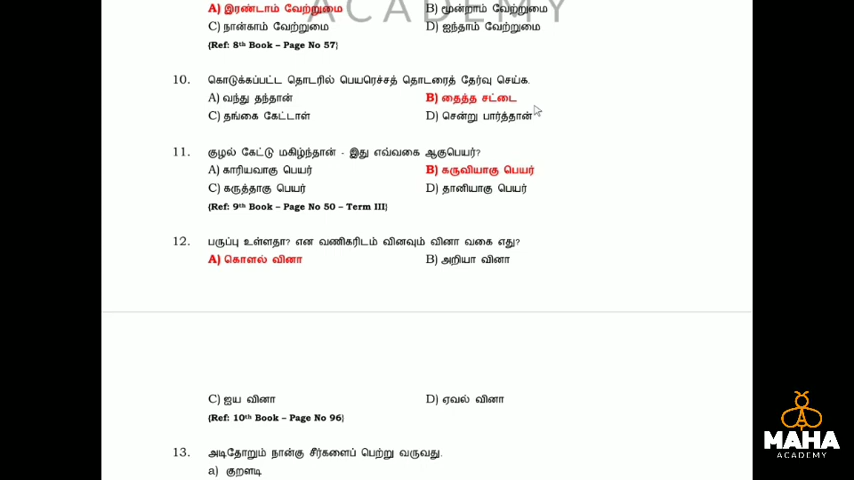 ACADEMY
A) இரண்டாம் வேற்றுமை B) மூன்றாம் வேற்றுமை
C) நான்காம் வேற்றுமை D) ஐந்தாம் வேற்றுமை
{Ref: 8th Book – Page No 57}
10. கொடுக்கப்பட்ட தொடரில் பெயரெச்சத் தொடரைத் தேர்வு செய்க.
A) வந்து தந்தான் B) தைத்த சட்டை
C) தங்கை கேட்டாள் D) சென்று பார்த்தான்
11. குழல் கேட்டு மகிழ்ந்தான் - இது எவ்வகை ஆகுபெயர்?
A) காரியவாகு பெயர் B) கருவியாகு பெயர்
C) கருத்தாகு பெயர் D) தானியாகு பெயர்
{Ref: 9th Book – Page No 50 – Term III}
12. பருப்பு உள்ளதா? என வணிகரிடம் வினவும் வினா வகை எது?
A) கொளல் வினா B) அறியா வினா
C) ஐய வினா D) ஏவல் வினா
{Ref: 10th Book – Page No 96}
13. அடிதோறும் நான்கு சீர்களைப் பெற்று வருவது.
a) குறளடி
MAHA
ACADEMY